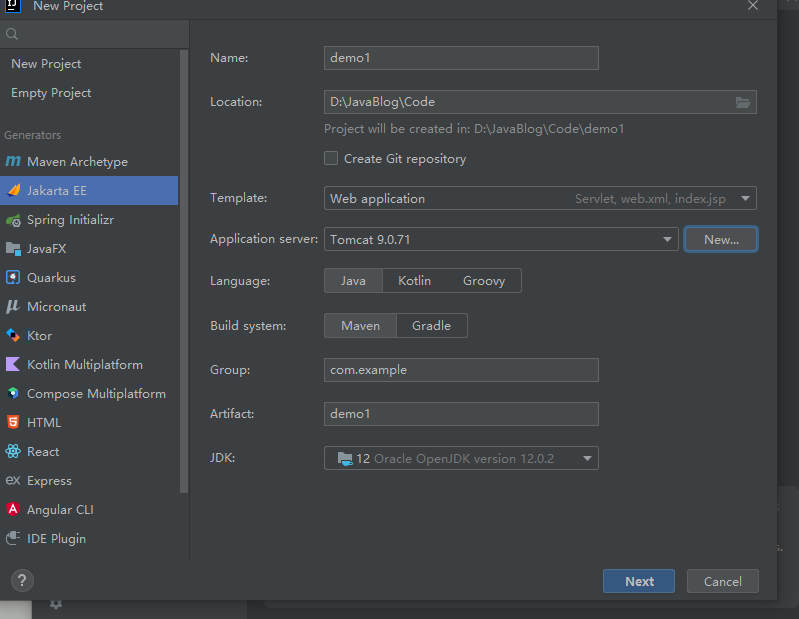 New Project
New Project
Empty Project
Generators
Maven Archetype
Jakarta EE
Spring Initializr
JavaFX
Quarkus
Micronaut
Ktor
Kotlin Multiplatform
Compose Multiplatform
HTML
React
ex Express
Angular CLI
IDE Plugin
Name: demo1
Location: D:\JavaBlog\Code
Project will be created in: D:\JavaBlog\Code\demo1
Create Git repository
Template: Web application Servlet, web.xml, index.jsp
Application server: Tomcat 9.0.71 New...
Language: Java Kotlin Groovy
Build system: Maven Gradle
Group: com.example
Artifact: demo1
JDK: 12 Oracle OpenJDK version 12.0.2
? Next Cancel